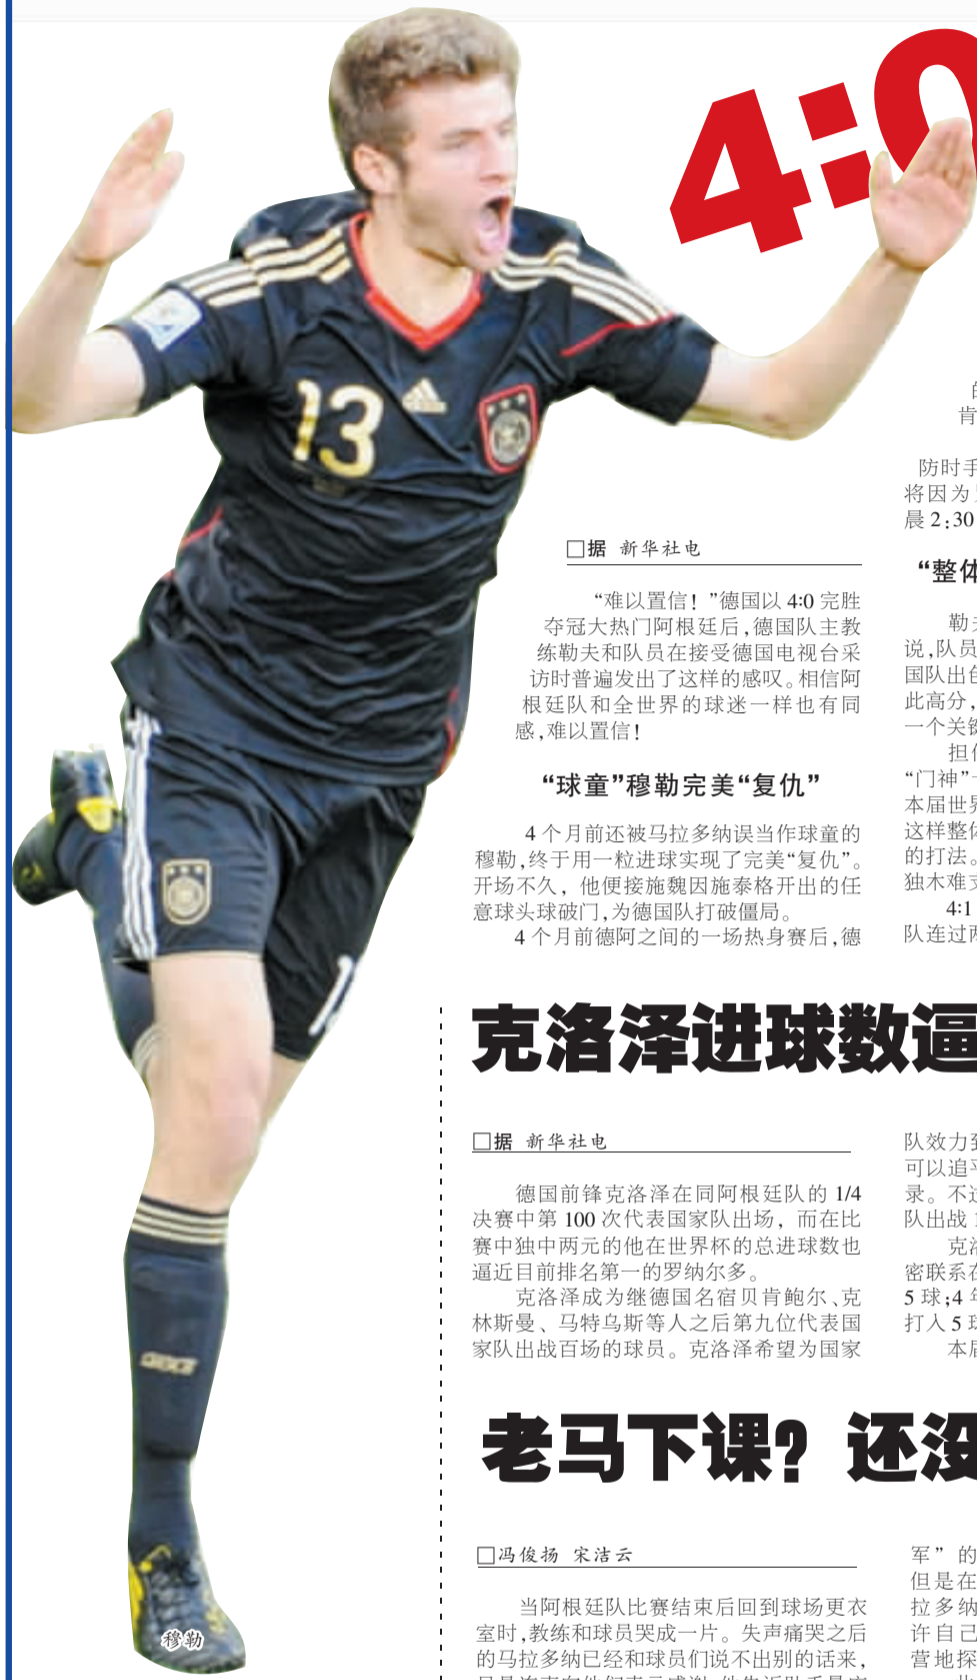 4:0
13
□据 新华社电
“难以置信！”德国以 4:0 完胜
夺冠大热门阿根廷后，德国队主教
练勒夫和队员在接受德国电视台采
访时普遍发出了这样的感叹。相信阿
根廷队和全世界的球迷一样也有同
感，难以置信！
“球童”穆勒完美“复仇”
4 个月前还被马拉多纳误当作球童的
穆勒，终于用一粒进球实现了完美“复仇”。
开场不久，他便接施魏因施泰格开出的任
意球头球破门，为德国队打破僵局。
4 个月前德阿之间的一场热身赛后，德
肯
防时手
将因为
晨 2:30
“整体
勒夫
说，队员
国队出色
此高分，
一个关键
担任
“门神”
本届世界
这样整体
的打法。
独木难支
4:1
队连过两
克洛泽进球数逼
□据 新华社电
德国前锋克洛泽在同阿根廷队的 1/4
决赛中第 100 次代表国家队出场，而在比
赛中独中两元的他在世界杯的总进球数也
逼近目前排名第一的罗纳尔多。
克洛泽成为继德国名宿贝肯鲍尔、克
林斯曼、马特乌斯等人之后第九位代表国
家队出战百场的球员。克洛泽希望为国家
队效力至
可以追平
录。不过
队出战
克洛
密联系在
5 球；4 年
打入 5 球
本届
老马下课？还没
□冯俊扬 宋洁云
当阿根廷队比赛结束后回到球场更衣
室时，教练和球员哭成一片。失声痛哭之后
的马拉多纳已经和球员们说不出别的话来，
军”的
但是在
拉多纳
许自己
营地探
穆勒